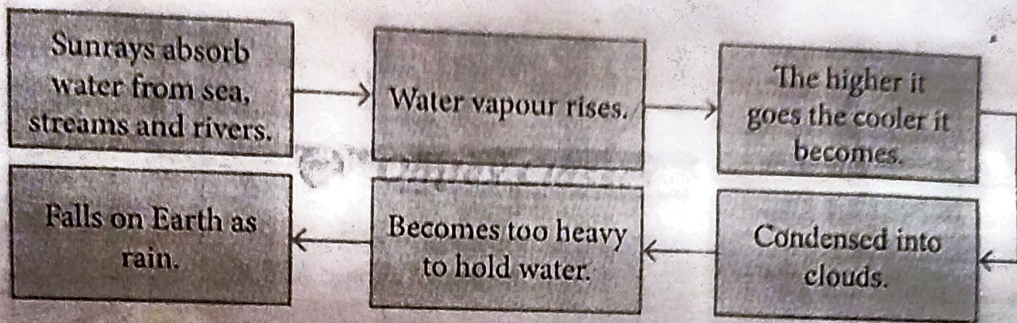 Sunrays absorb
water from sea,
streams and rivers.
Water vapour rises.
The higher it
goes the cooler it
becomes.
Condensed into
clouds.
Becomes too heavy
to hold water.
Falls on Earth as
rain.